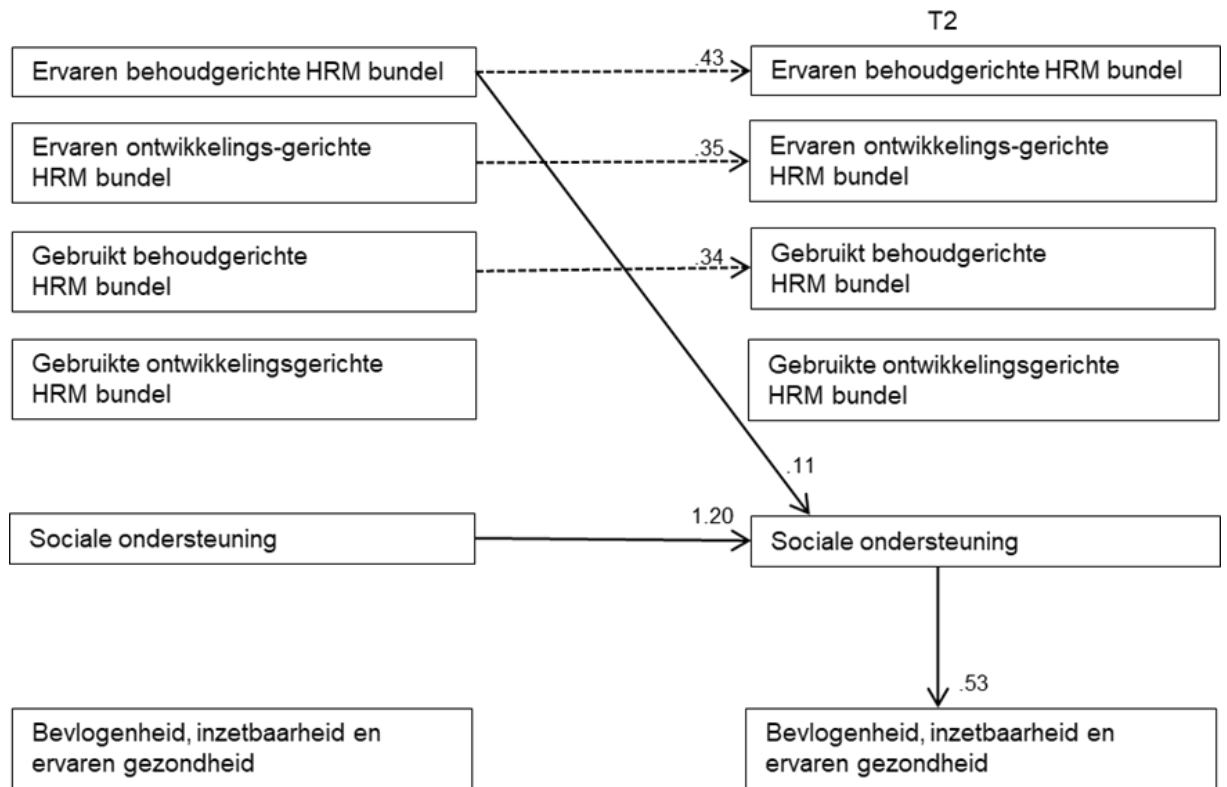 T2
Ervaren behoudgerichte HRM bundel
.43
Ervaren behoudgerichte HRM bundel
Ervaren ontwikkelings-gerichte
HRM bundel
.35
Ervaren ontwikkelings-gerichte
HRM bundel
Gebruikt behoudgerichte
HRM bundel
.34
Gebruikt behoudgerichte
HRM bundel
Gebruikte ontwikkelingsgerichte
HRM bundel
Gebruikte ontwikkelingsgerichte
HRM bundel
.11
Sociale ondersteuning
1.20
Sociale ondersteuning
.53
Bevlogenheid, inzetbaarheid en
ervaren gezondheid
Bevlogenheid, inzetbaarheid en
ervaren gezondheid